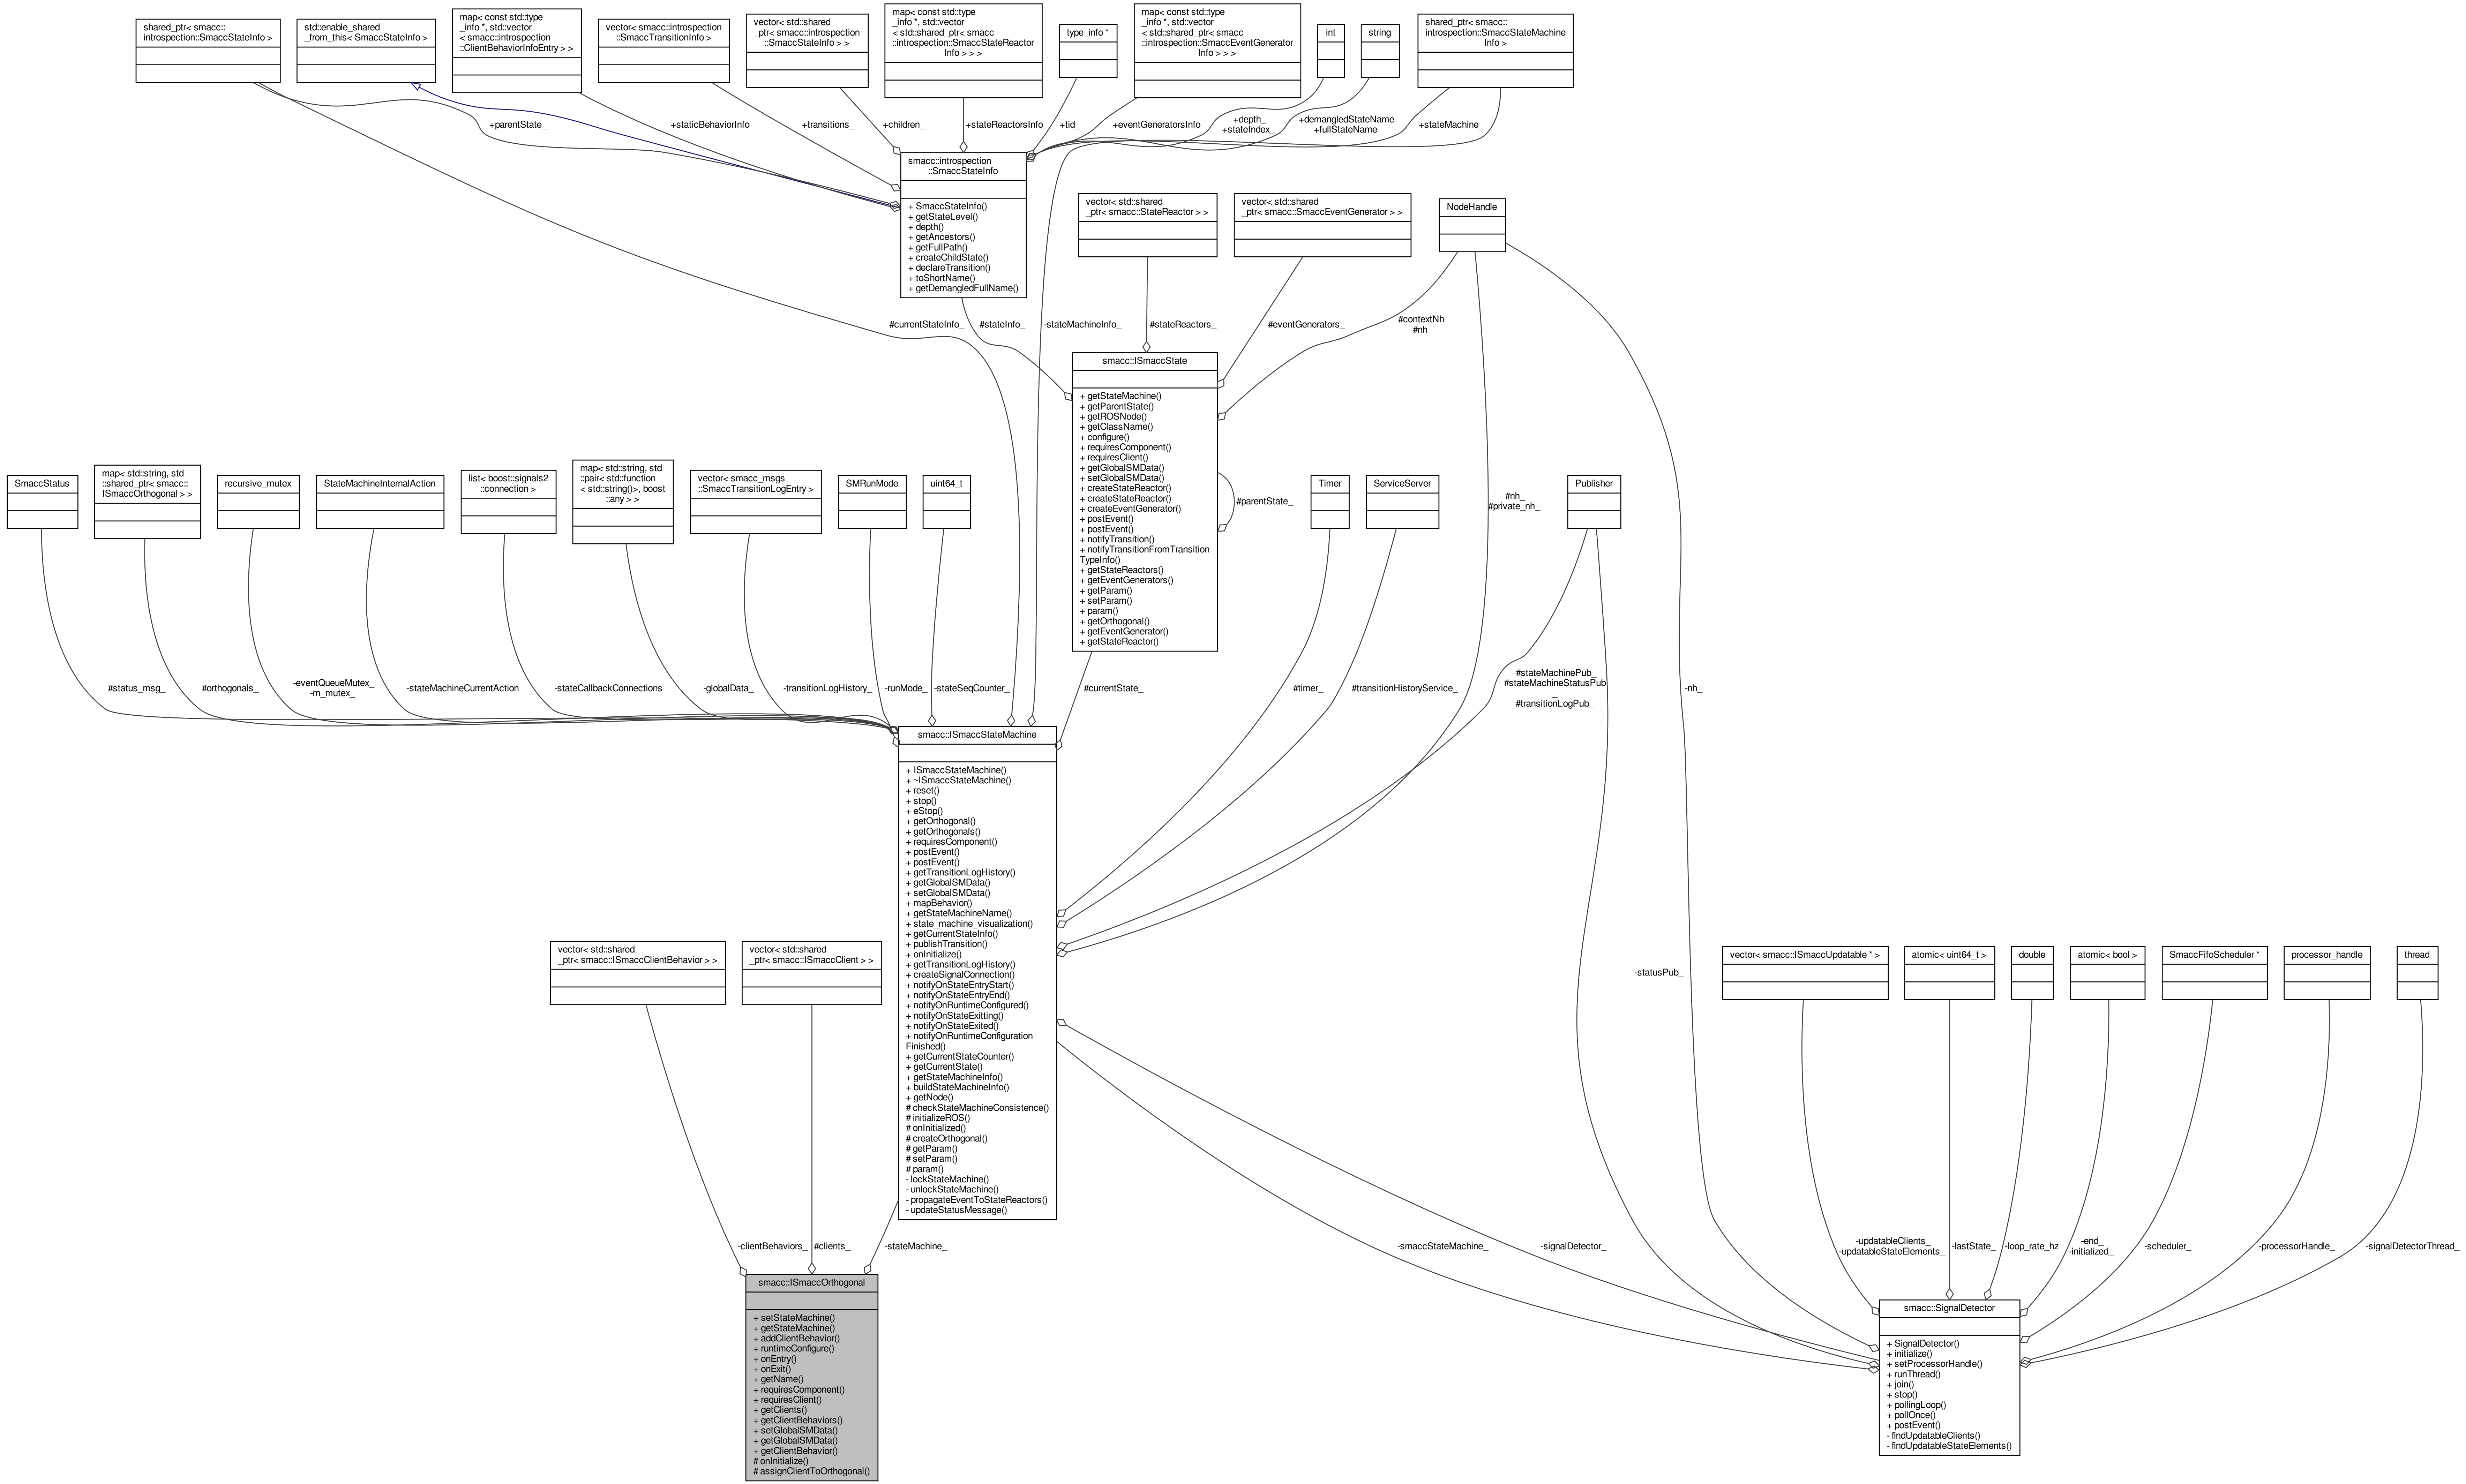 shared_ptr< smacc::
introspection::SmaccStateInfo >
std::enable_shared
_from_this< SmaccStateInfo >
map< const std::type
_info *, std::vector
< smacc::introspection
::ClientBehaviorInfoEntry > >
vector< smacc::introspection
::SmaccTransitionInfo >
vector< std::shared
_ptr< smacc::introspection
::SmaccStateInfo > >
map< const std::type
_info *, std::vector
< std::shared_ptr< smacc
::introspection::SmaccStateReactor
Info > > >
type_info *
map< const std::type
_info *, std::vector
< std::shared_ptr< smacc
::introspection::SmaccEventGenerator
Info > > >
int
string
shared_ptr< smacc::
introspection::SmaccStateMachine
Info >
+parentState_
+staticBehaviorInfo
+transitions_
+children_
+stateReactorsInfo
+tid_
+eventGeneratorsInfo
+depth_
+stateIndex_
+demangledStateName
+fullStateName
+stateMachine_
smacc::introspection
::SmaccStateInfo
+ SmaccStateInfo()
+ getStateLevel()
+ depth()
+ getAncestors()
+ getFullPath()
+ createChildState()
+ declareTransition()
+ toShortName()
+ getDemangledFullName()
vector< std::shared
_ptr< smacc::StateReactor > >
vector< std::shared
_ptr< smacc::SmaccEventGenerator > >
NodeHandle
#currentStateInfo_
#stateInfo_
-stateMachineInfo_
#stateReactors_
#eventGenerators_
#contextNh
#nh
smacc::ISmaccState
+ getStateMachine()
+ getParentState()
+ getROSNode()
+ getClassName()
+ configure()
+ requiresComponent()
+ requiresClient()
+ getGlobalSMData()
+ setGlobalSMData()
+ createStateReactor()
+ createStateReactor()
+ createEventGenerator()
+ postEvent()
+ postEvent()
+ notifyTransition()
+ notifyTransitionFromTransition
TypeInfo()
+ getStateReactors()
+ getEventGenerators()
+ getParam()
+ setParam()
+ param()
+ getOrthogonal()
+ getEventGenerator()
+ getStateReactor()
#parentState_
SmaccStatus
map< std::string, std
::shared_ptr< smacc::
ISmaccOrthogonal > >
recursive_mutex
StateMachineInternalAction
list< boost::signals2
::connection >
map< std::string, std
::pair< std::function
< std::string()>, boost
::any > >
vector< smacc_msgs
::SmaccTransitionLogEntry >
SMRunMode
uint64_t
Timer
ServiceServer
#nh_
#private_nh_
Publisher
#status_msg_
#orthogonals_
-eventQueueMutex_
-m_mutex_
-stateMachineCurrentAction
-stateCallbackConnections
-globalData_
-transitionLogHistory_
-runMode_
-stateSeqCounter_
#currentState_
#timer_
#transitionHistoryService_
#stateMachinePub_
#stateMachineStatusPub
_
#transitionLogPub_
-nh_
smacc::ISmaccStateMachine
+ ISmaccStateMachine()
+ ~ISmaccStateMachine()
+ reset()
+ stop()
+ eStop()
+ getOrthogonal()
+ getOrthogonals()
+ requiresComponent()
+ postEvent()
+ postEvent()
+ getTransitionLogHistory()
+ getGlobalSMData()
+ setGlobalSMData()
+ mapBehavior()
+ getStateMachineName()
+ state_machine_visualization()
+ getCurrentStateInfo()
+ publishTransition()
+ onInitialize()
+ getTransitionLogHistory()
+ createSignalConnection()
+ notifyOnStateEntryStart()
+ notifyOnStateEntryEnd()
+ notifyOnRuntimeConfigured()
+ notifyOnStateExitting()
+ notifyOnStateExited()
+ notifyOnRuntimeConfiguration
Finished()
+ getCurrentStateCounter()
+ getCurrentState()
+ getStateMachineInfo()
+ buildStateMachineInfo()
+ getNode()
# checkStateMachineConsistence()
# initializeROS()
# onInitialized()
# createOrthogonal()
# getParam()
# setParam()
# param()
- lockStateMachine()
- unlockStateMachine()
- propagateEventToStateReactors()
- updateStatusMessage()
vector< std::shared
_ptr< smacc::ISmaccClientBehavior > >
vector< std::shared
_ptr< smacc::ISmaccClient > >
-statusPub_
vector< smacc::ISmaccUpdatable * >
atomic< uint64_t >
double
atomic< bool >
SmaccFifoScheduler *
processor_handle
thread
-clientBehaviors_
#clients_
-stateMachine_
-smaccStateMachine_
-signalDetector_
-updatableClients_
-updatableStateElements_
-lastState_
-loop_rate_hz
-end_
-initialized_
-scheduler_
-processorHandle_
-signalDetectorThread_
smacc::ISmaccOrthogonal
+ setStateMachine()
+ getStateMachine()
+ addClientBehavior()
+ runtimeConfigure()
+ onEntry()
+ onExit()
+ getName()
+ requiresComponent()
+ requiresClient()
+ getClients()
+ getClientBehaviors()
+ setGlobalSMData()
+ getGlobalSMData()
+ getClientBehavior()
# onInitialize()
# assignClientToOrthogonal()
smacc::SignalDetector
+ SignalDetector()
+ initialize()
+ setProcessorHandle()
+ runThread()
+ join()
+ stop()
+ pollingLoop()
+ pollOnce()
+ postEvent()
- findUpdatableClients()
- findUpdatableStateElements()